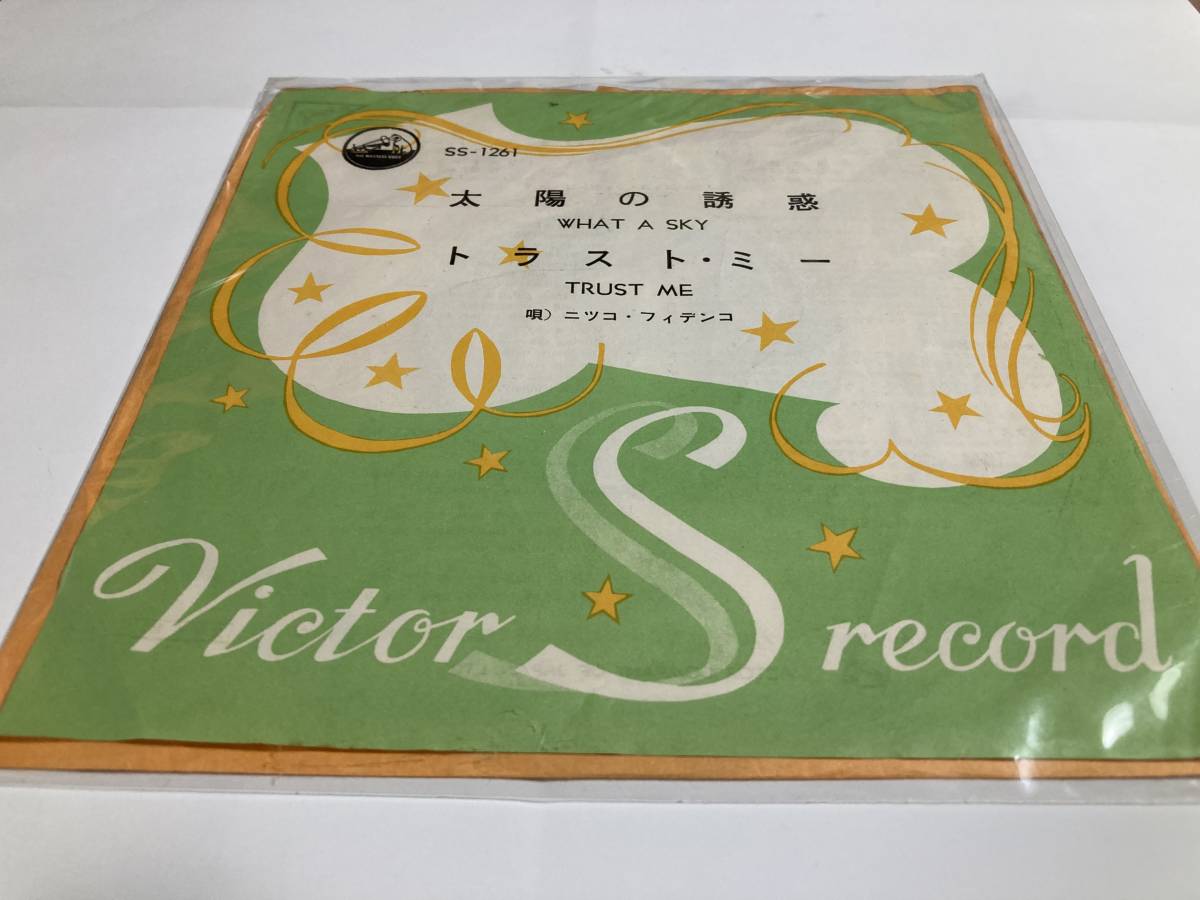 SS-1261
太陽の誘惑
WHAT A SKY
トラスト・ミー
TRUST ME
唄）ニツコ・フィデンコ
Victor S record